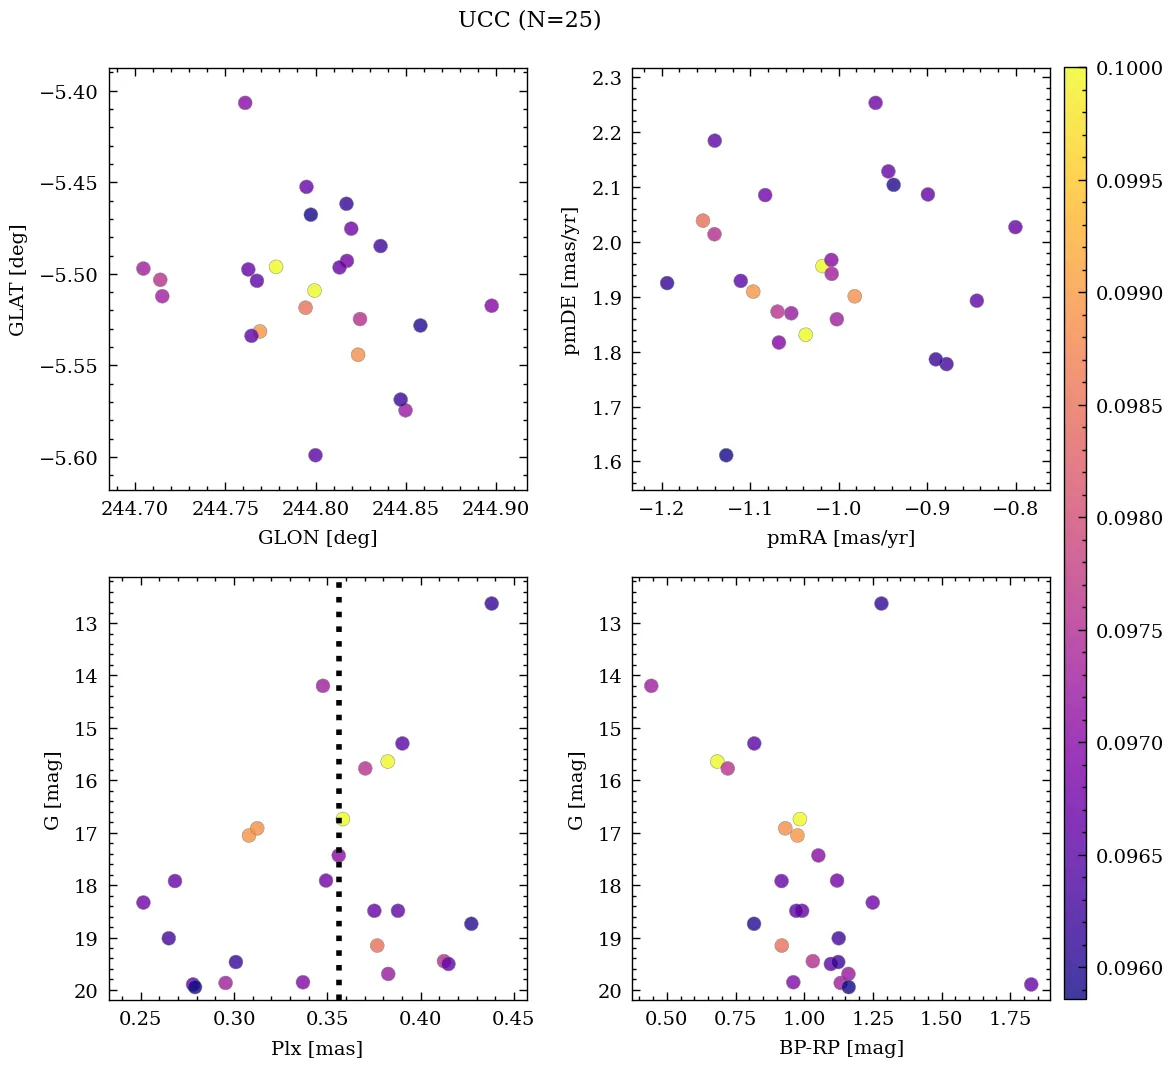 UCC (N=25)
−5.40
−5.45
−5.50
−5.55
−5.60
GLAT [deg]
244.70 244.75 244.80 244.85 244.90
GLON [deg]
2.3
2.2
2.1
2.0
1.9
1.8
1.7
1.6
pmDE [mas/yr]
−1.2 −1.1 −1.0 −0.9 −0.8
pmRA [mas/yr]
0.1000
0.0995
0.0990
0.0985
0.0980
0.0975
0.0970
0.0965
0.0960
13
14
15
16
17
18
19
20
G [mag]
0.25 0.30 0.35 0.40 0.45
Plx [mas]
13
14
15
16
17
18
19
20
G [mag]
0.50 0.75 1.00 1.25 1.50 1.75
BP-RP [mag]